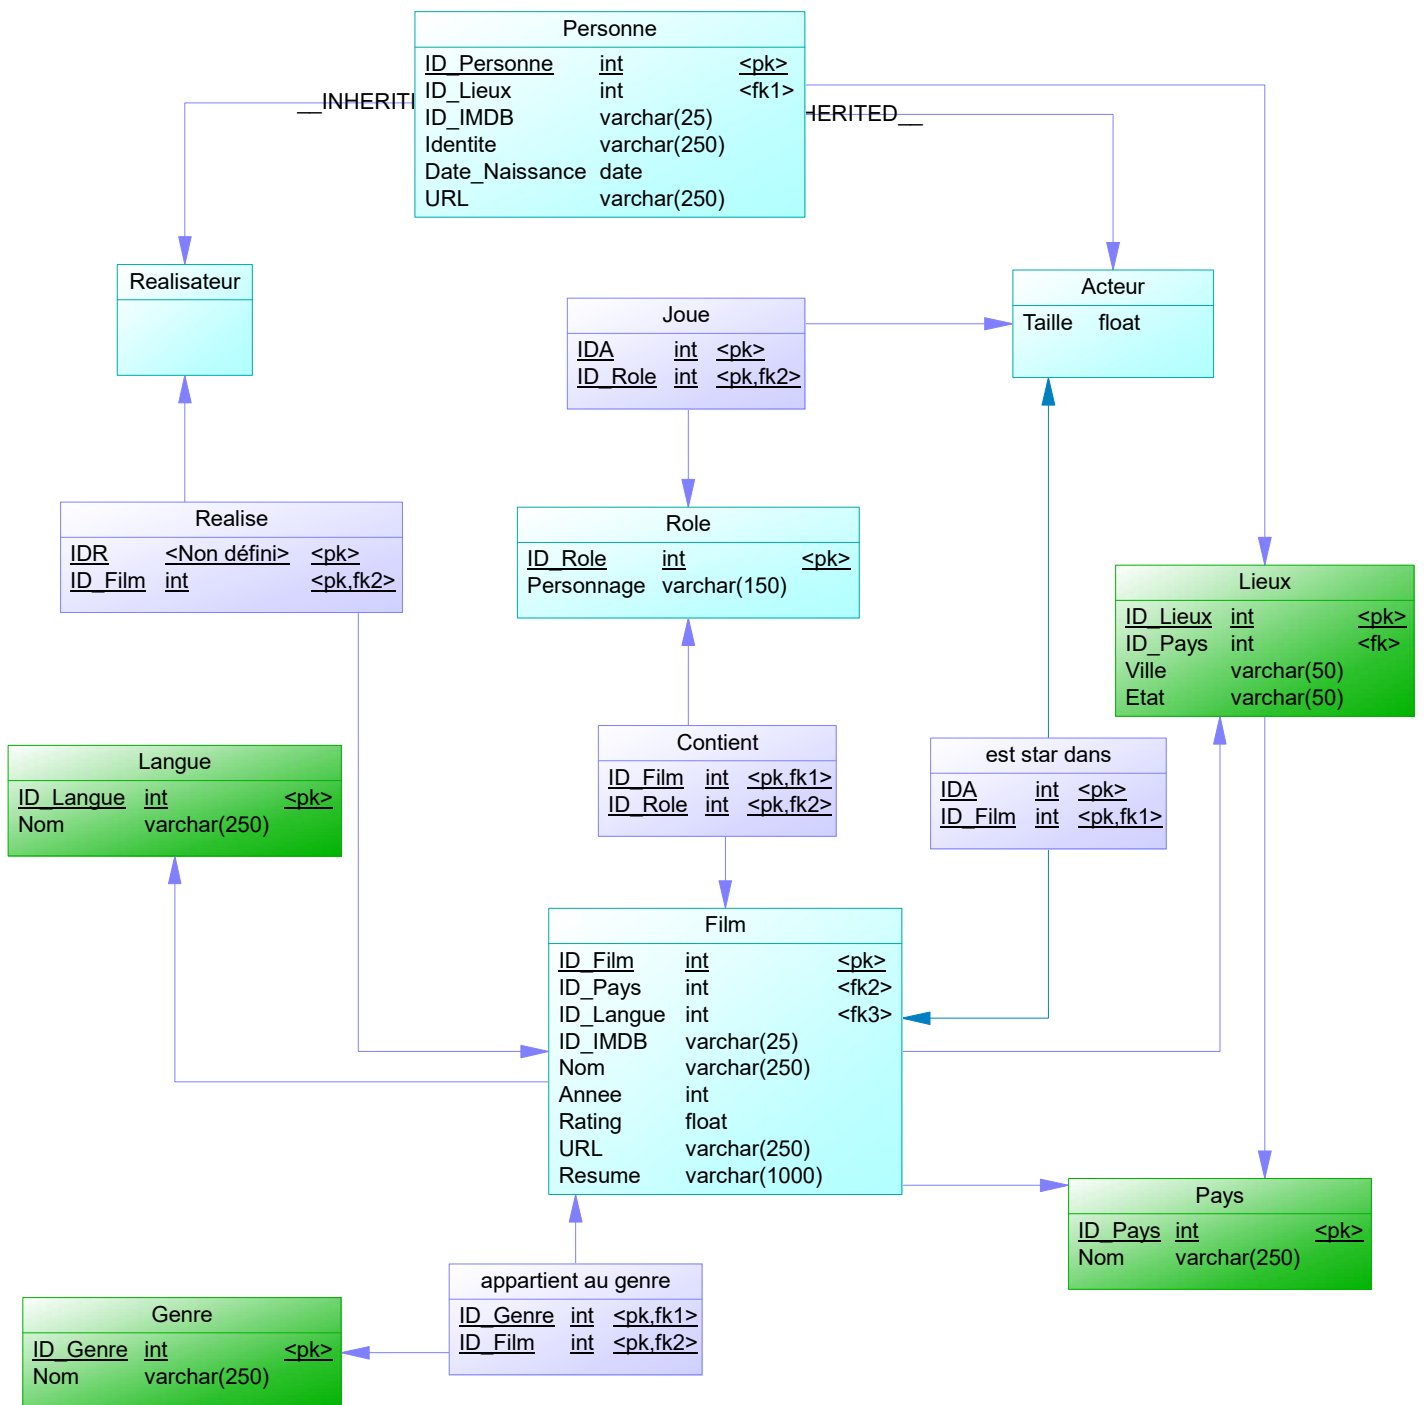 Personne
ID_Personne int <pk>
ID_Lieux int <fk1>
ID_IMDB varchar(25)
Identite varchar(250)
Date_Naissance date
URL varchar(250)
__INHERITI
HERITED__
Realisateur
Acteur
Taille float
Joue
IDA int <pk>
ID_Role int <pk,fk2>
Realise
IDR <Non défini> <pk>
ID_Film int <pk,fk2>
Role
ID_Role int <pk>
Personnage varchar(150)
Lieux
ID_Lieux int <pk>
ID_Pays int <fk>
Ville varchar(50)
Etat varchar(50)
Langue
ID_Langue int <pk>
Nom varchar(250)
Contient
ID_Film int <pk,fk1>
ID_Role int <pk,fk2>
est star dans
IDA int <pk>
ID_Film int <pk,fk1>
Film
ID_Film int <pk>
ID_Pays int <fk2>
ID_Langue int <fk3>
ID_IMDB varchar(25)
Nom varchar(250)
Annee int
Rating float
URL varchar(250)
Resume varchar(1000)
Pays
ID_Pays int <pk>
Nom varchar(250)
appartient au genre
ID_Genre int <pk,fk1>
ID_Film int <pk,fk2>
Genre
ID_Genre int <pk>
Nom varchar(250)